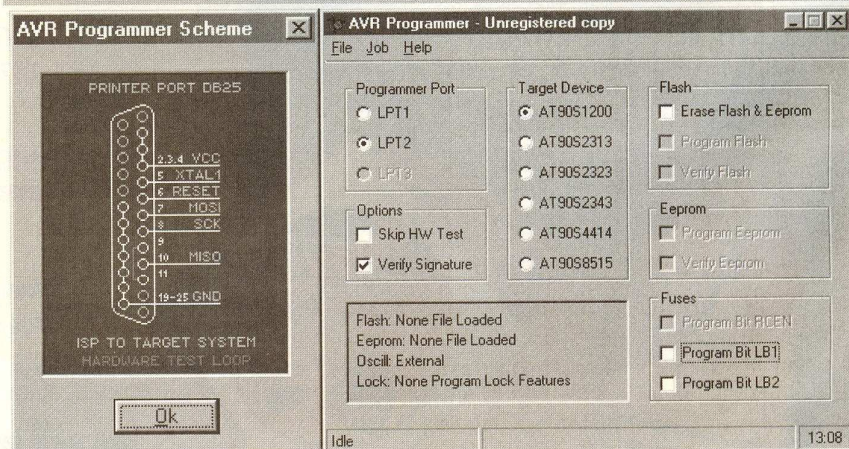 AVR Programmer Scheme
PRINTER PORT DB25
2.3.4 VCC
5 XTAL1
6 RESET
7 MOSI
8 SCK
9
10 MISO
11
19-25 GND
ISP TO TARGET SYSTEM
HARDWARE TEST LOOP
Ok
AVR Programmer - Unregistered copy
File Job Help
Programmer Port
LPT1
LPT2
LPT3
Options
Skip HW Test
Verify Signature
Target Device
AT90S1200
AT90S2313
AT90S2323
AT90S2343
AT90S4414
AT90S8515
Flash
Erase Flash & Eeprom
Program Flash
Verify Flash
Eeprom
Program Eeprom
Verify Eeprom
Fuses
Program Bit RCEN
Program Bit LB1
Program Bit LB2
Flash: None File Loaded
Eeprom: None File Loaded
Oscill: External
Lock: None Program Lock Features
Idle
13:08